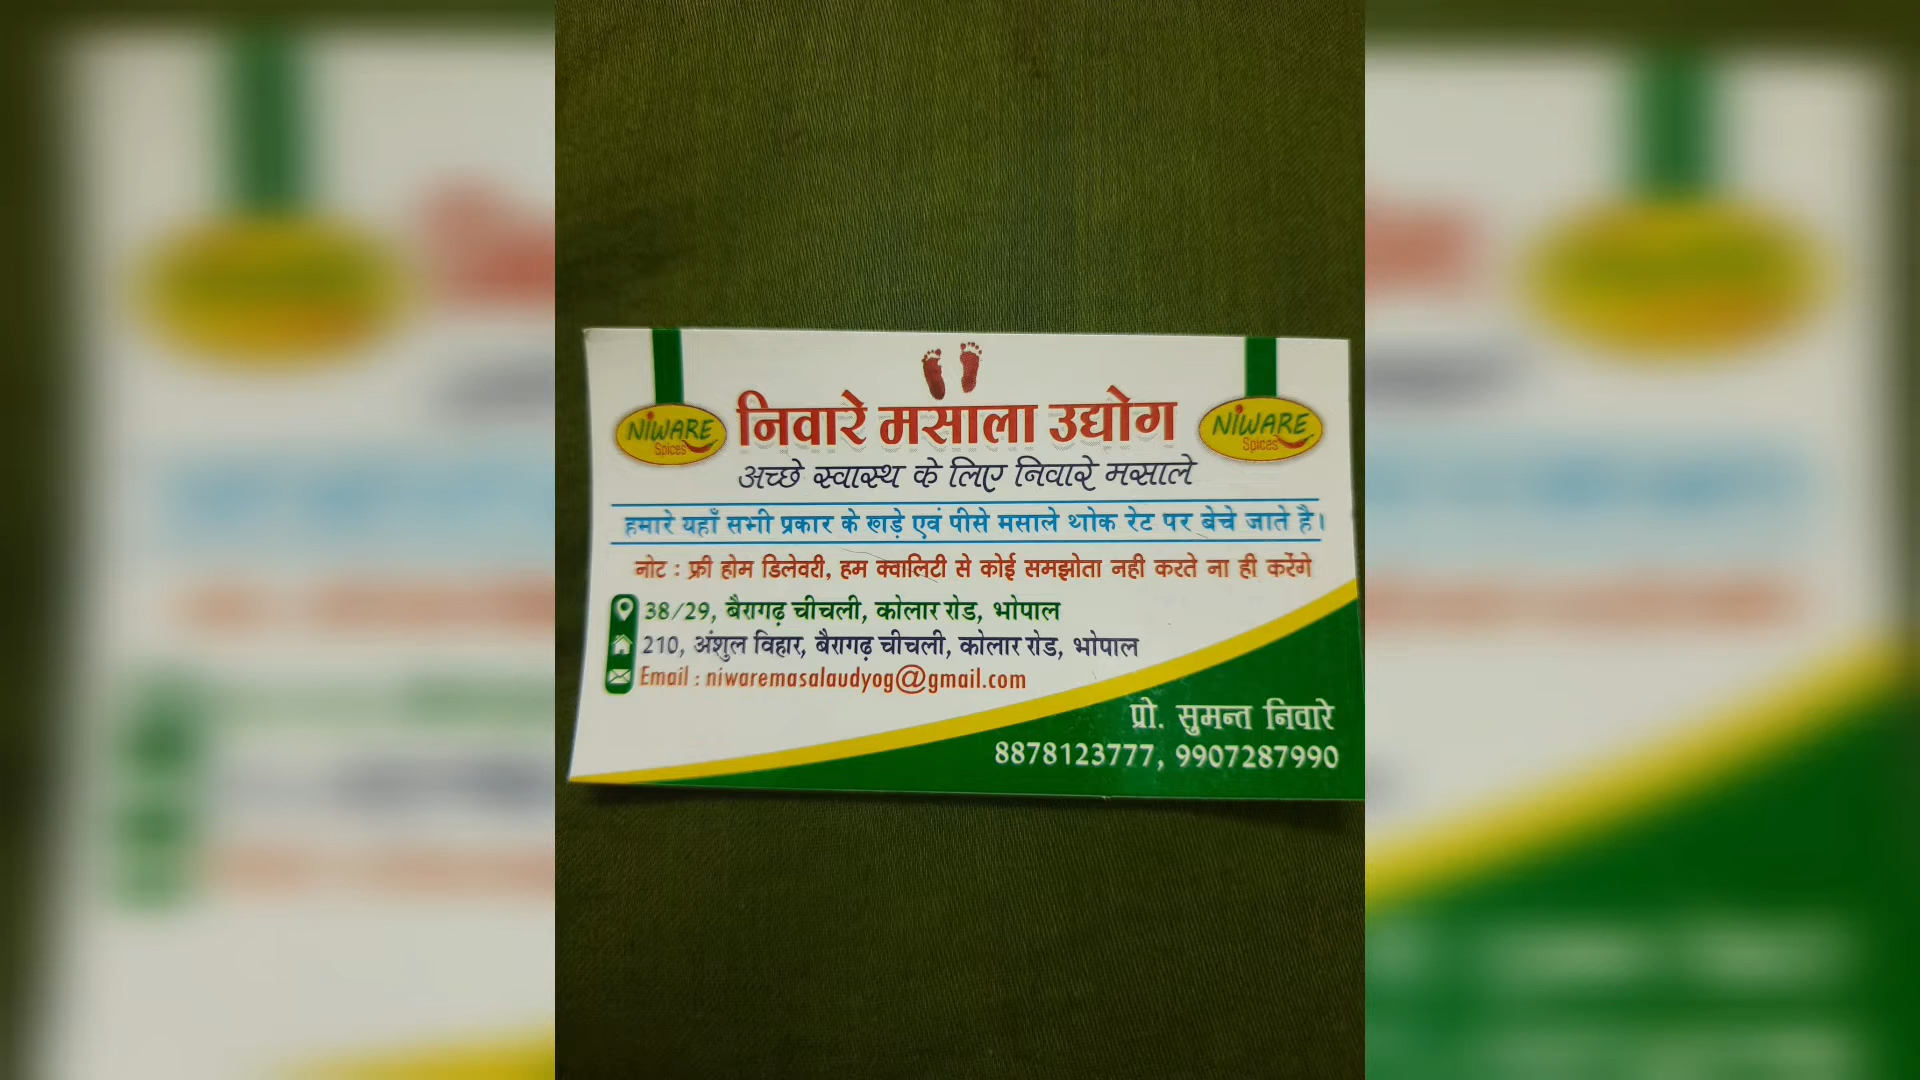 निवारे मसाला उद्योग
NIWARE
Spices
NIWARE
Spices
अच्छे स्वास्थ के लिए निवारे मसाले
हमारे यहाँ सभी प्रकार के खड़े एवं पीसे मसाले थोक रेट पर बेचे जाते है।
नोट : फ्री होम डिलेवरी, हम क्वालिटी से कोई समझोता नही करते ना ही करेंगे
38/29, बैरागढ़ चीचली, कोलार रोड, भोपाल
210, अंशुल विहार, बैरागढ़ चीचली, कोलार रोड, भोपाल
Email : niwaremasalaudyog@gmail.com
प्रो. सुमन्त निवारे
8878123777, 9907287990